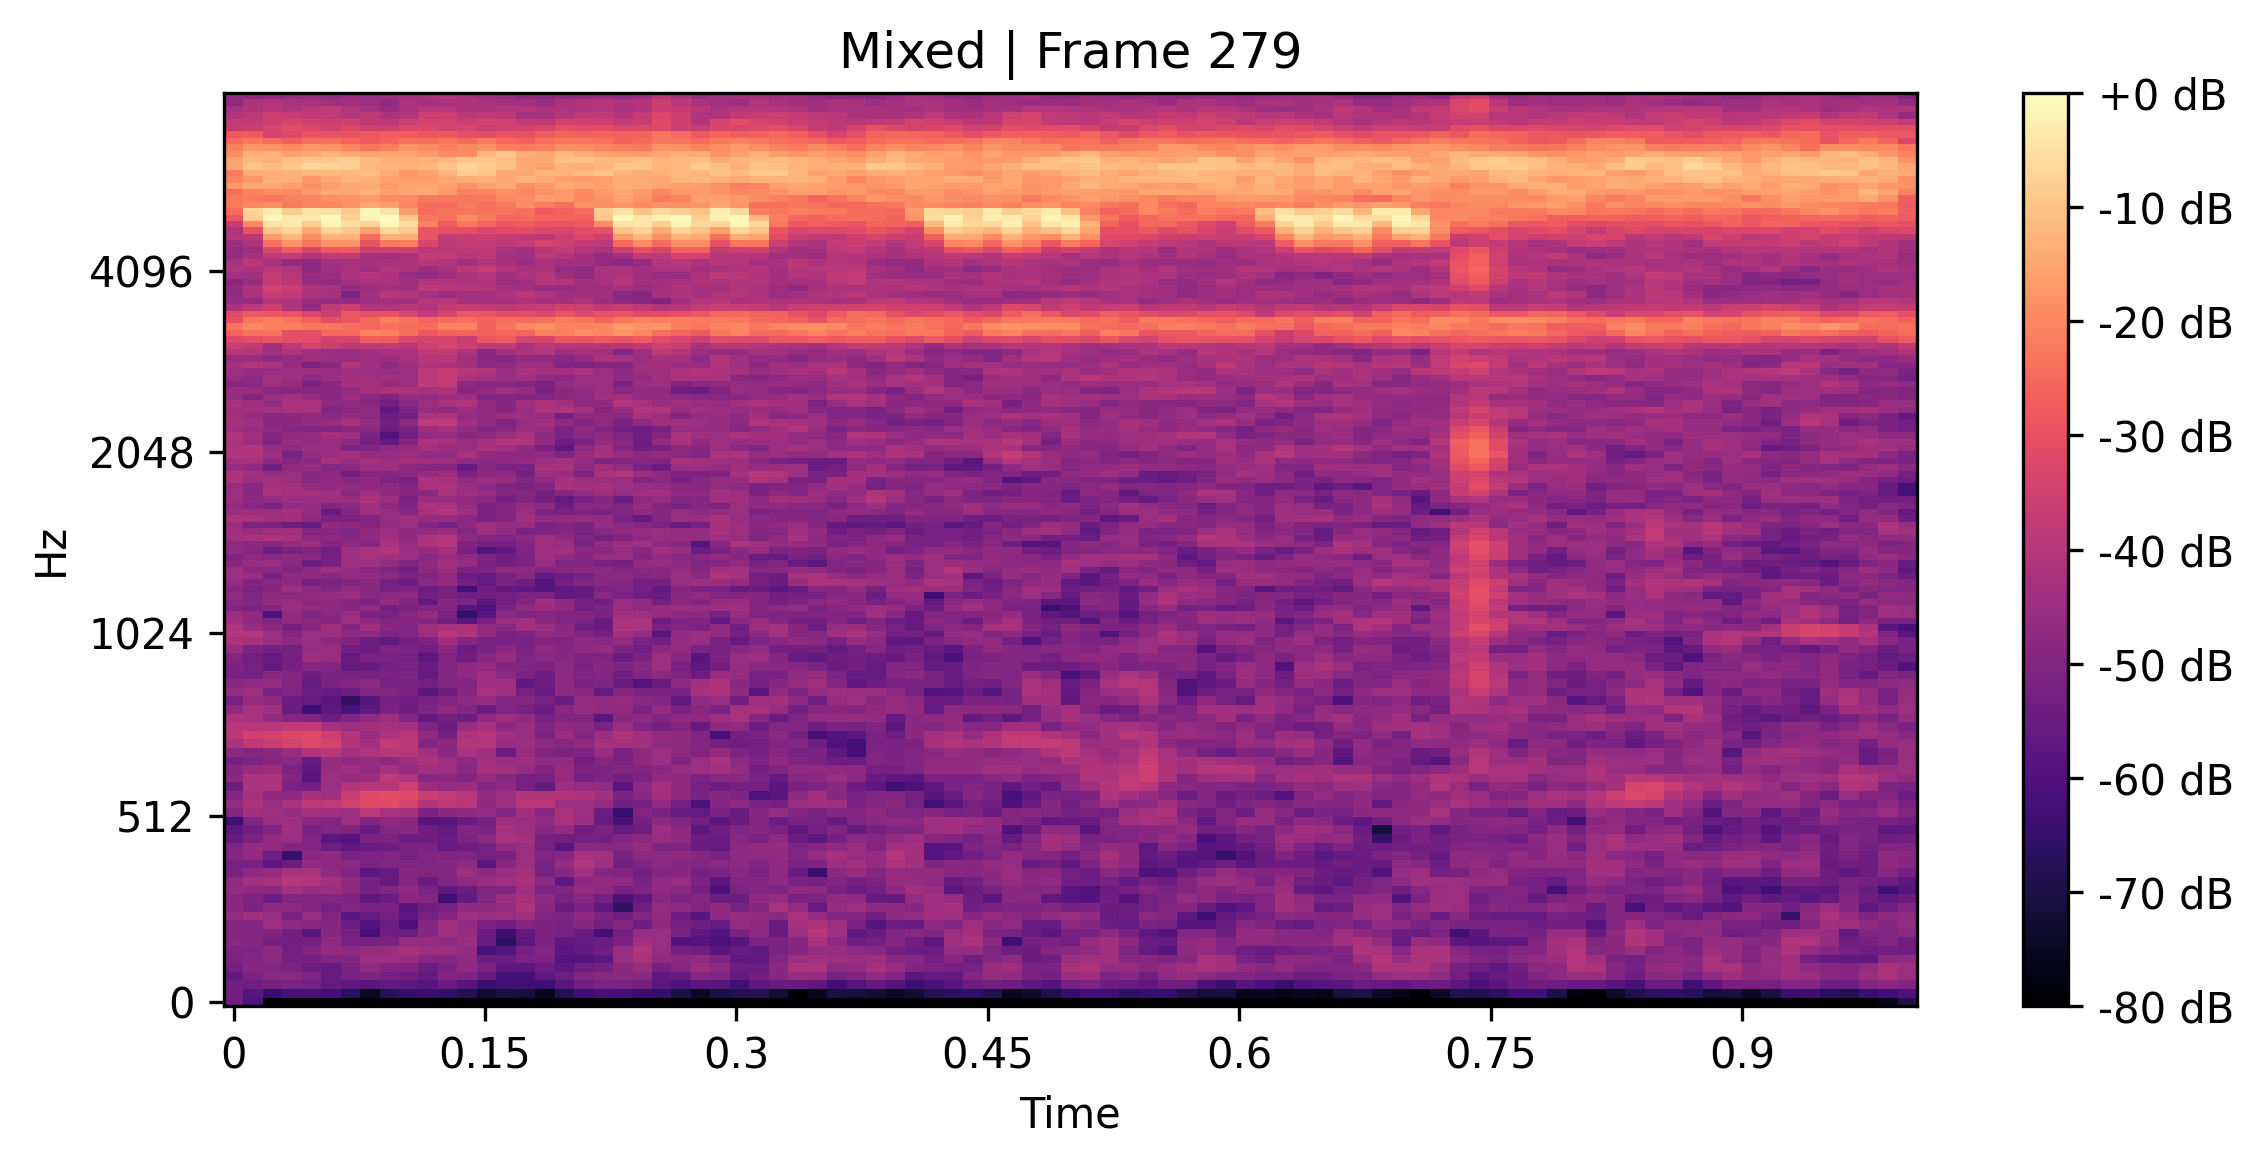 Mixed | Frame 279
+0 dB
-10 dB
-20 dB
-30 dB
-40 dB
-50 dB
-60 dB
-70 dB
-80 dB
4096
2048
1024
512
0
Hz
0 0.15 0.3 0.45 0.6 0.75 0.9
Time